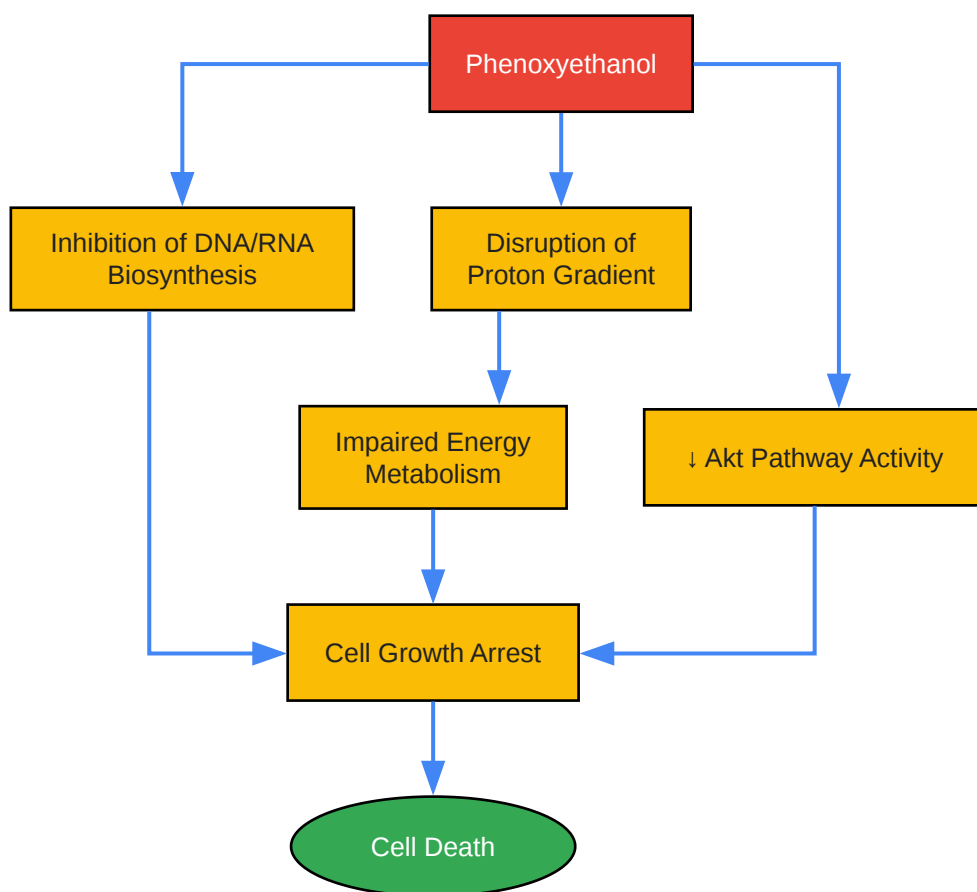 Phenoxyethanol
Inhibition of DNA/RNA
Biosynthesis
Disruption of
Proton Gradient
Impaired Energy
Metabolism
↓ Akt Pathway Activity
Cell Growth Arrest
Cell Death